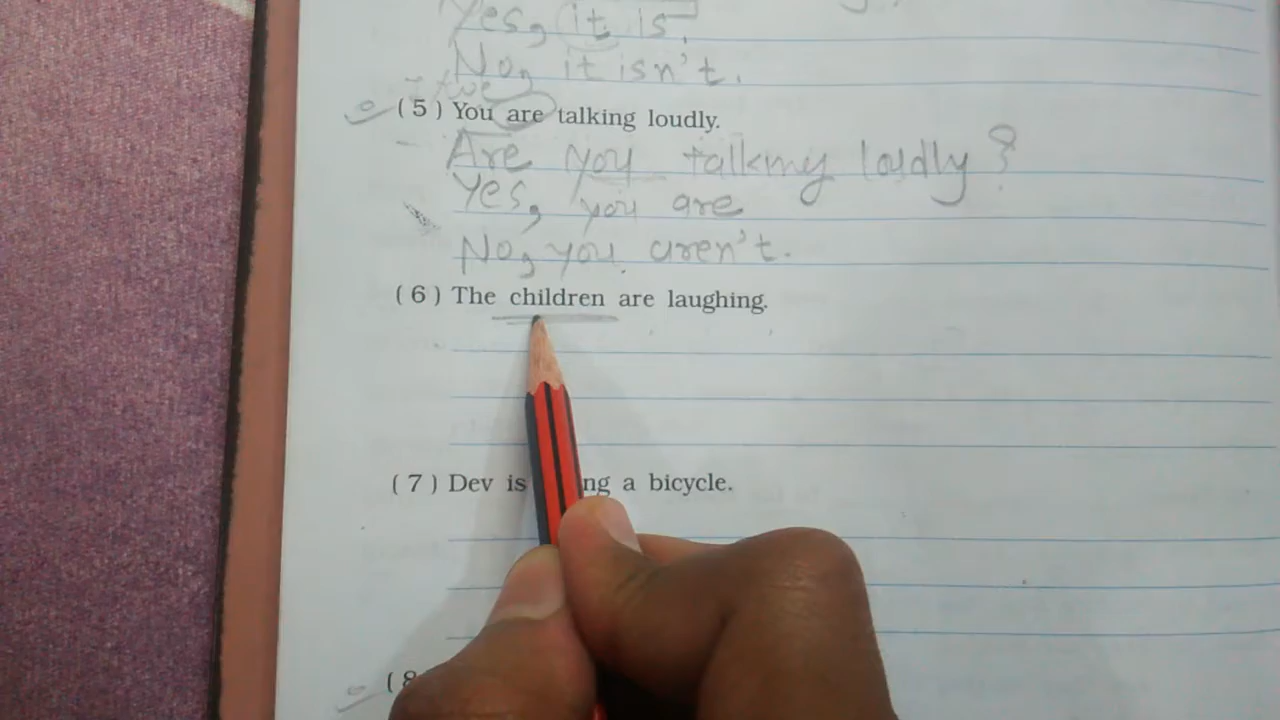 Yes, it is.
No, it isn't.
(5) You are talking loudly.
Are you talking loudly?
Yes, you are
No, you aren't.
(6) The children are laughing.
(7) Dev is ng a bicycle.
(8